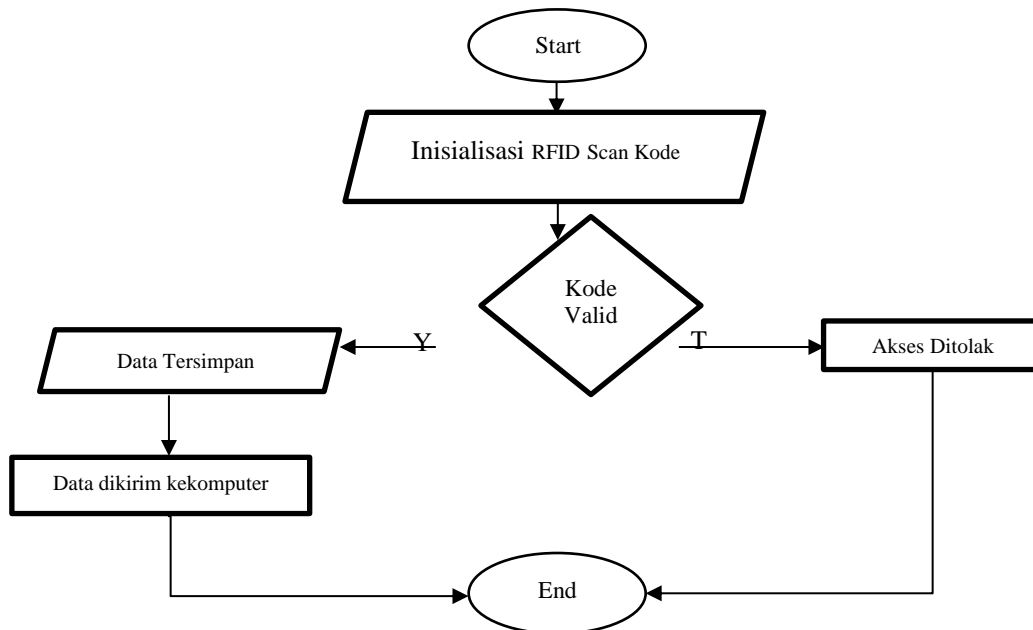 Start
Inisialisasi RFID Scan Kode
Kode
Valid
Y
T
Data Tersimpan
Akses Ditolak
Data dikirim kekomputer
End